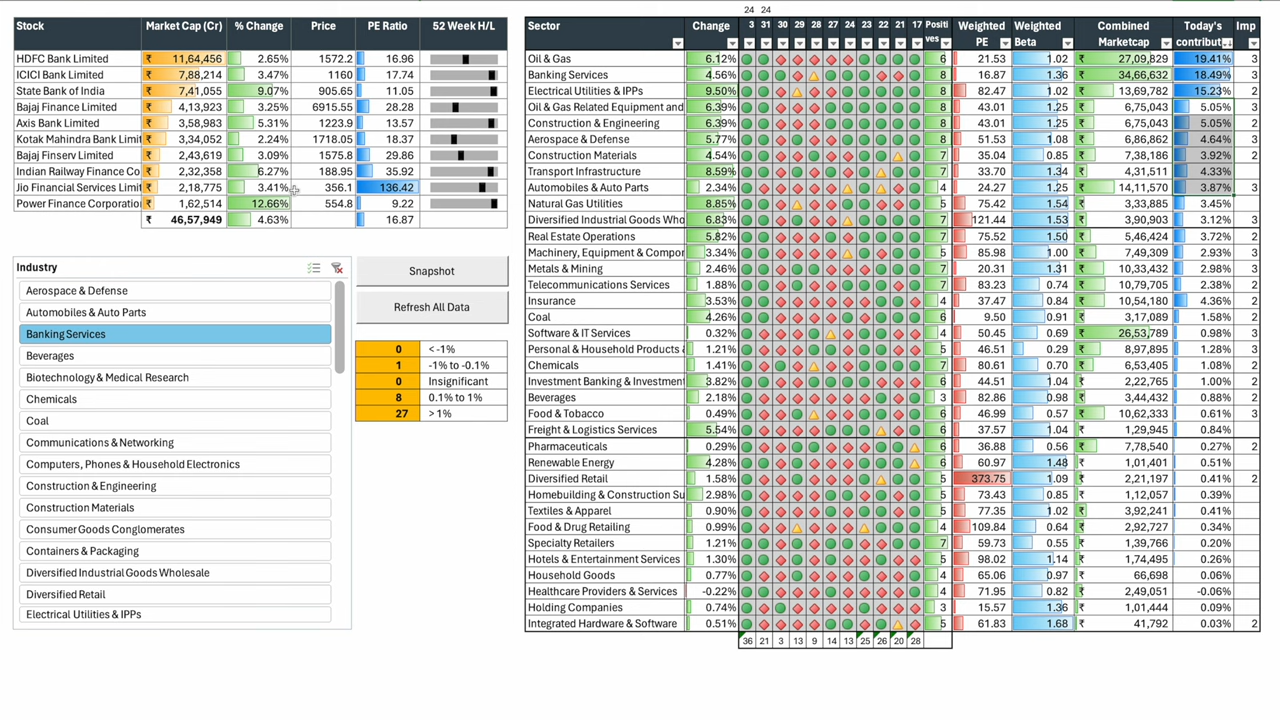 Stock Market Cap (Cr) % Change Price PE Ratio 52 Week H/L
HDFC Bank Limited ₹ 11,64,456 2.65% 1572.2 16.96
ICICI Bank Limited ₹ 7,88,214 3.47% 1160 17.74
State Bank of India ₹ 7,41,055 9.07% 905.65 11.05
Bajaj Finance Limited ₹ 4,13,923 3.25% 6915.55 28.28
Axis Bank Limited ₹ 3,58,983 5.31% 1223.9 13.57
Kotak Mahindra Bank Limit ₹ 3,34,052 2.24% 1718.05 18.37
Bajaj Finserv Limited ₹ 2,43,619 3.09% 1575.8 29.86
Indian Railway Finance Co ₹ 2,32,358 6.27% 188.95 35.92
Jio Financial Services Limit ₹ 2,18,775 3.41% 356.1 136.42
Power Finance Corporation ₹ 1,62,514 12.66% 554.8 9.22
₹ 46,57,949 4.63% 16.87
Industry
Aerospace & Defense
Automobiles & Auto Parts
Banking Services
Beverages
Biotechnology & Medical Research
Chemicals
Coal
Communications & Networking
Computers, Phones & Household Electronics
Construction & Engineering
Construction Materials
Consumer Goods Conglomerates
Containers & Packaging
Diversified Industrial Goods Wholesale
Diversified Retail
Electrical Utilities & IPPs
Snapshot
Refresh All Data
0 < -1%
1 -1% to -0.1%
0 Insignificant
8 0.1% to 1%
27 > 1%
24 24
Sector Change 3 31 30 29 28 27 24 23 22 21 17 Positi ves Weighted PE Weighted Beta Combined Marketcap Today's contribut Imp
Oil & Gas 6.12% 6 21.53 1.02 ₹ 27,09,829 19.41% 3
Banking Services 4.56% 8 16.87 1.36 ₹ 34,66,632 18.49% 3
Electrical Utilities & IPPs 9.50% 8 82.47 1.02 ₹ 13,69,782 15.23% 2
Oil & Gas Related Equipment and 6.39% 8 43.01 1.25 ₹ 6,75,043 5.05% 3
Construction & Engineering 6.39% 8 43.01 1.25 ₹ 6,75,043 5.05% 2
Aerospace & Defense 5.77% 8 51.53 1.08 ₹ 6,86,826 4.64% 3
Construction Materials 4.54% 7 35.04 0.85 ₹ 7,38,186 3.92% 2
Transport Infrastructure 8.59% 7 33.70 1.34 ₹ 4,31,511 4.33%
Automobiles & Auto Parts 2.34% 4 24.27 1.25 ₹ 14,11,570 3.87% 3
Natural Gas Utilities 8.85% 5 75.42 1.54 ₹ 3,33,885 3.45%
Diversified Industrial Goods Who 6.83% 7 121.44 1.53 ₹ 3,90,903 3.12% 3
Real Estate Operations 5.82% 7 75.52 1.50 ₹ 5,46,424 3.72% 2
Machinery, Equipment & Compor 3.34% 5 85.98 1.00 ₹ 7,49,309 2.93% 3
Metals & Mining 2.46% 7 20.31 1.31 ₹ 10,33,432 2.98% 3
Telecommunications Services 1.88% 7 83.23 0.74 ₹ 10,79,705 2.38% 2
Insurance 3.53% 4 37.47 0.84 ₹ 10,54,180 4.36% 2
Coal 4.26% 6 9.50 0.91 ₹ 3,17,089 1.58% 2
Software & IT Services 0.32% 4 50.45 0.69 ₹ 26,53,789 0.98% 3
Personal & Household Products & 1.21% 5 46.51 0.29 ₹ 8,97,895 1.28% 3
Chemicals 1.41% 7 80.61 0.70 ₹ 6,53,405 1.08% 2
Investment Banking & Investment 3.82% 6 44.51 1.04 ₹ 2,22,765 1.00% 2
Beverages 2.18% 3 82.86 0.98 ₹ 3,44,432 0.88% 2
Food & Tobacco 0.49% 6 46.99 0.57 ₹ 10,62,333 0.61% 3
Freight & Logistics Services 5.54% 6 37.57 1.04 ₹ 1,29,945 0.84%
Pharmaceuticals 0.29% 6 36.88 0.56 ₹ 7,78,540 0.27% 2
Renewable Energy 4.28% 6 60.97 1.48 ₹ 1,01,401 0.51%
Diversified Retail 1.58% 5 373.75 1.09 ₹ 2,21,197 0.41% 2
Homebuilding & Construction Su 2.98% 5 73.43 0.85 ₹ 1,12,057 0.39%
Textiles & Apparel 0.90% 5 77.35 1.02 ₹ 3,92,241 0.41%
Food & Drug Retailing 0.99% 4 109.84 0.64 ₹ 2,92,727 0.34%
Specialty Retailers 1.21% 7 59.73 0.55 ₹ 1,39,766 0.20%
Hotels & Entertainment Services 1.30% 5 98.02 1.14 ₹ 1,74,495 0.26%
Household Goods 0.77% 4 65.06 0.97 ₹ 66,698 0.06%
Healthcare Providers & Services -0.22% 4 71.95 0.82 ₹ 2,49,051 -0.06%
Holding Companies 0.74% 3 15.57 1.36 ₹ 1,01,444 0.09%
Integrated Hardware & Software 0.51% 5 61.83 1.68 ₹ 41,792 0.03% 2
36 21 3 13 9 14 13 25 26 20 28